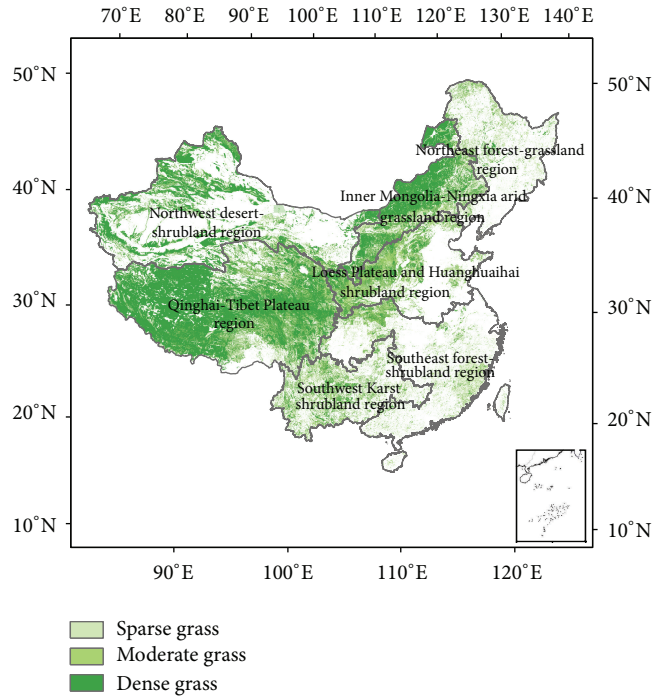 70°E 80°E 90°E 100°E 110°E 120°E 130°E 140°E
50°N 50°N
Northeast forest-grassland
region
40°N 40°N
Inner Mongolia-Ningxia arid
grassland region
Northwest desert-
shrubland region
Loess Plateau and Huanghuaihai
shrubland region
30°N 30°N
Qinghai-Tibet Plateau
region
Southeast forest-
shrubland region
Southwest Karst
shrubland region
20°N 20°N
10°N 10°N
90°E 100°E 110°E 120°E
Sparse grass
Moderate grass
Dense grass